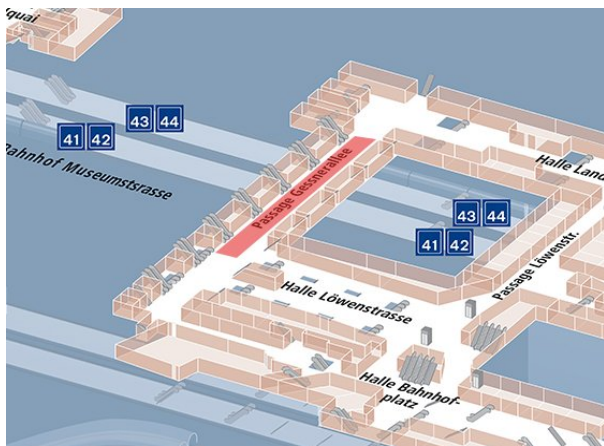 lquai
43 44
41 42
Bahnhof Museumstrasse
Passage Gessnerallee
Halle Land
43 44
41 42
Passage Löwenstr.
Halle Löwenstrasse
Halle Bahnhof-
platz